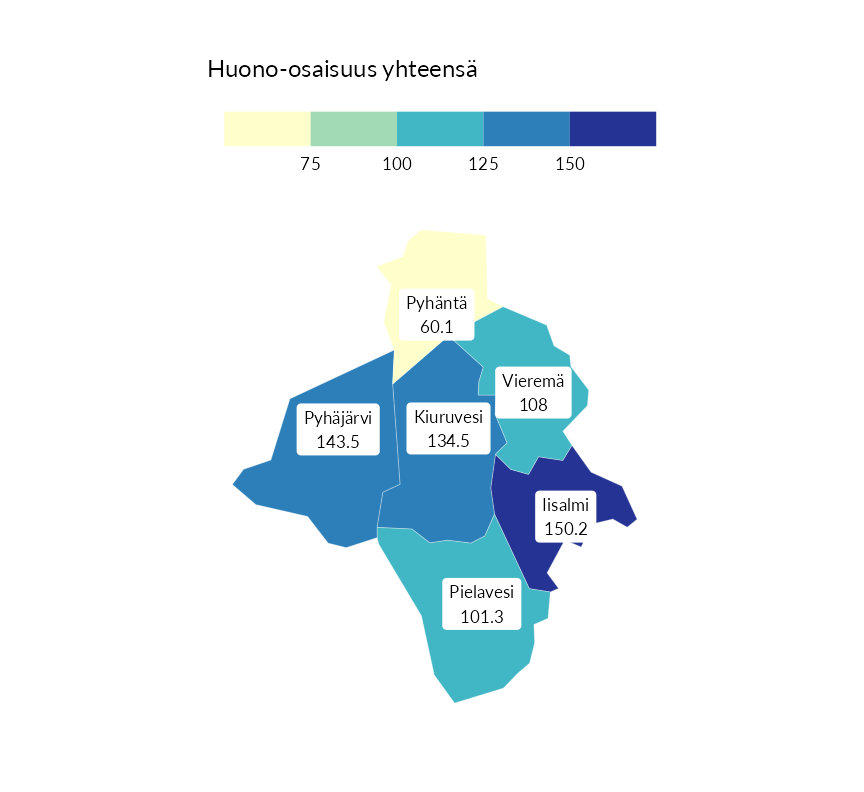 Huono-osaisuus yhteensä
75 100 125 150
Pyhäntä
60.1
Vieremä
108
Pyhäjärvi
143.5
Kiuruvesi
134.5
Iisalmi
150.2
Pielavesi
101.3